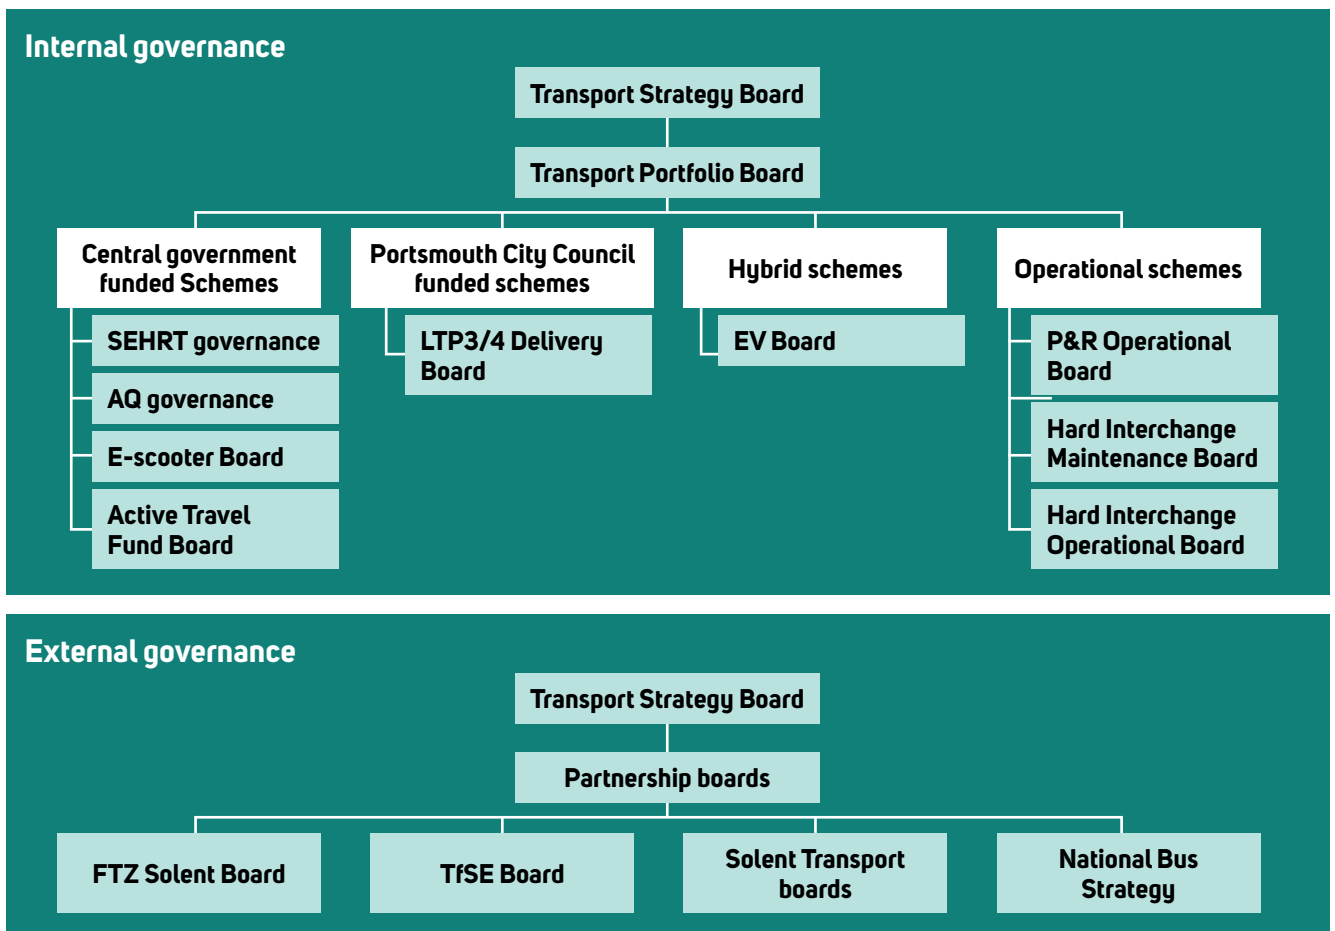 Internal governance
Transport Strategy Board
Transport Portfolio Board
Central government
funded Schemes
SEHRT governance
AQ governance
E-scooter Board
Active Travel
Fund Board
Portsmouth City Council
funded schemes
LTP3/4 Delivery
Board
Hybrid schemes
EV Board
Operational schemes
P&R Operational
Board
Hard Interchange
Maintenance Board
Hard Interchange
Operational Board
External governance
Transport Strategy Board
Partnership boards
FTZ Solent Board
TfSE Board
Solent Transport
boards
National Bus
Strategy